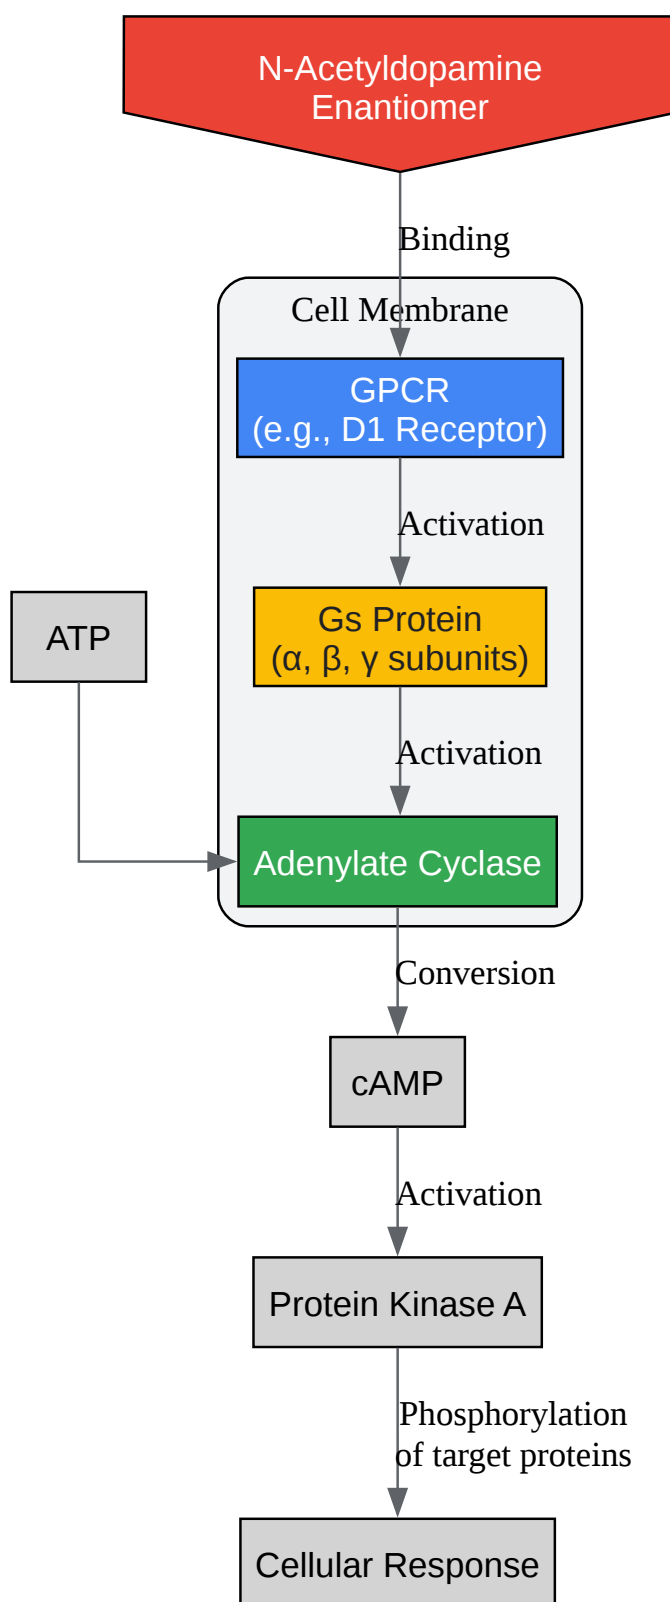 N-Acetyldopamine
Enantiomer
Binding
Cell Membrane
GPCR
(e.g., D1 Receptor)
Activation
ATP
Gs Protein
(α, β, γ subunits)
Activation
Adenylate Cyclase
Conversion
cAMP
Activation
Protein Kinase A
Phosphorylation
of target proteins
Cellular Response